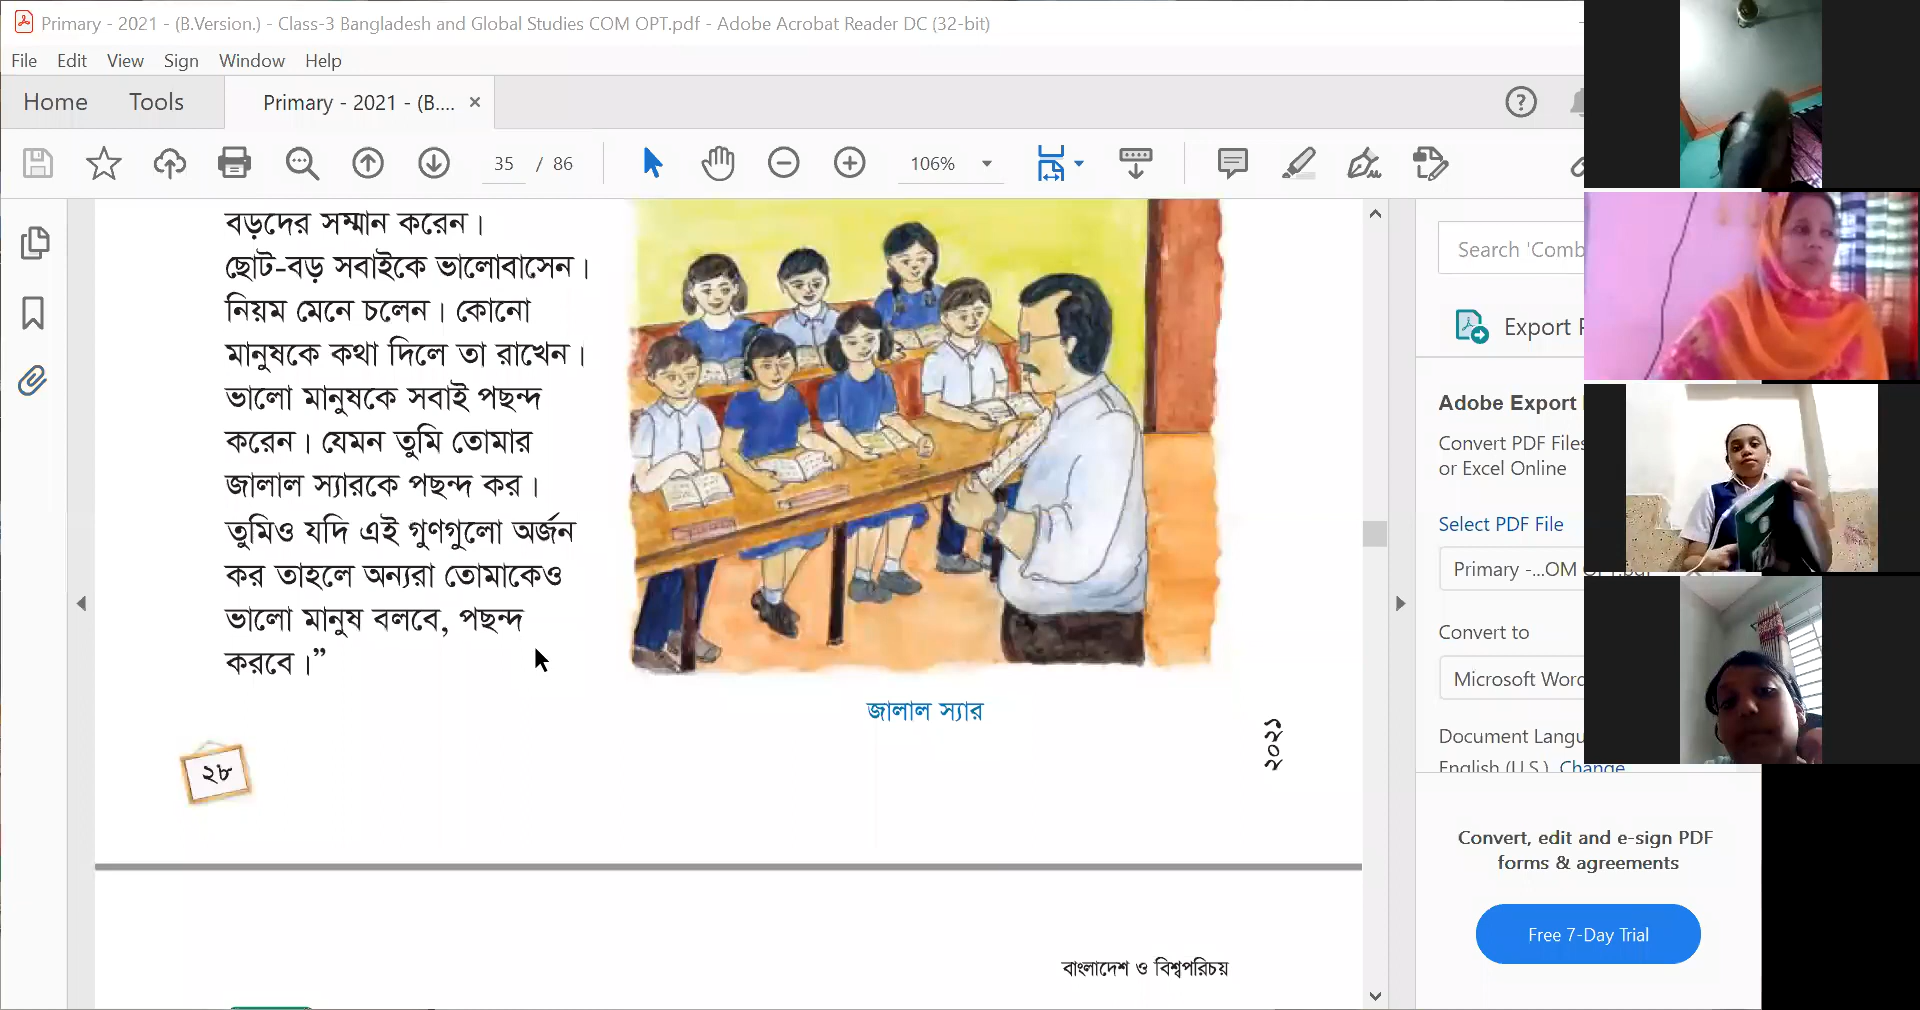 Primary - 2021 - (B.Version.) - Class-3 Bangladesh and Global Studies COM OPT.pdf - Adobe Acrobat Reader DC (32-bit)
File Edit View Sign Window Help
Home Tools Primary - 2021 - (B.... ×
35 / 86 106%
বড়দের সম্মান করেন।
ছোট-বড় সবাইকে ভালোবাসেন।
নিয়ম মেনে চলেন। কোনো
মানুষকে কথা দিলে তা রাখেন।
ভালো মানুষকে সবাই পছন্দ
করেন। যেমন তুমি তোমার
জালাল স্যারকে পছন্দ কর।
তুমিও যদি এই গুণগুলো অর্জন
কর তাহলে অন্যরা তোমাকেও
ভালো মানুষ বলবে, পছন্দ
করবে।”
জালাল স্যার
২০২১
২৮
বাংলাদেশ ও বিশ্বপরিচয়
Search 'Comb
Export
Adobe Export
Convert PDF Files
or Excel Online
Select PDF File
Primary -...OM OPT.pdf
Convert to
Microsoft Word
Document Langu
English (U.S.) Change
Convert, edit and e-sign PDF
forms & agreements
Free 7-Day Trial